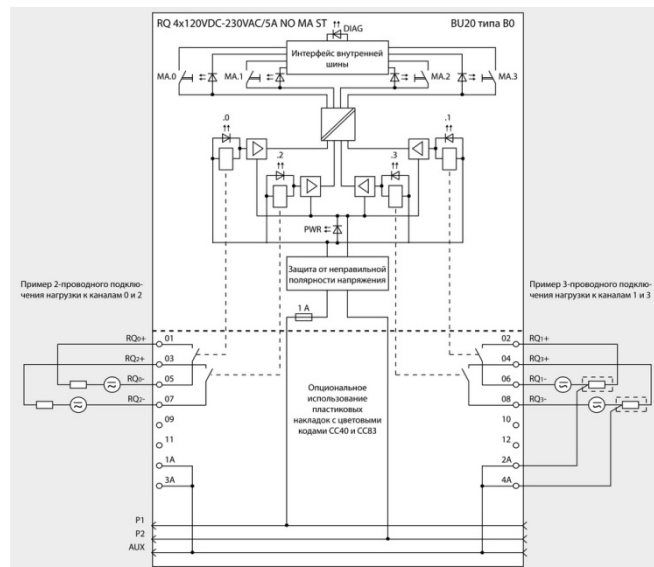 RQ 4x120VDC-230VAC/5A NO MA ST
BU20 типа B0
DIAG
Интерфейс внутренней
шины
MA.0
MA.1
MA.2
MA.3
.0
.1
.2
.3
PWR
Защита от неправильной
полярности напряжения
1 A
Пример 2-проводного подклю-
чения нагрузки к каналам 0 и 2
Пример 3-проводного подклю-
чения нагрузки к каналам 1 и 3
RQ0+
01
RQ2+
03
RQ0-
05
RQ2-
07
09
11
1A
3A
02
RQ1+
04
RQ3+
06
RQ1-
08
RQ3-
10
12
2A
4A
Опциональное
использование
пластиковых
накладок с цветовыми
кодами CC40 и CC83
P1
P2
AUX